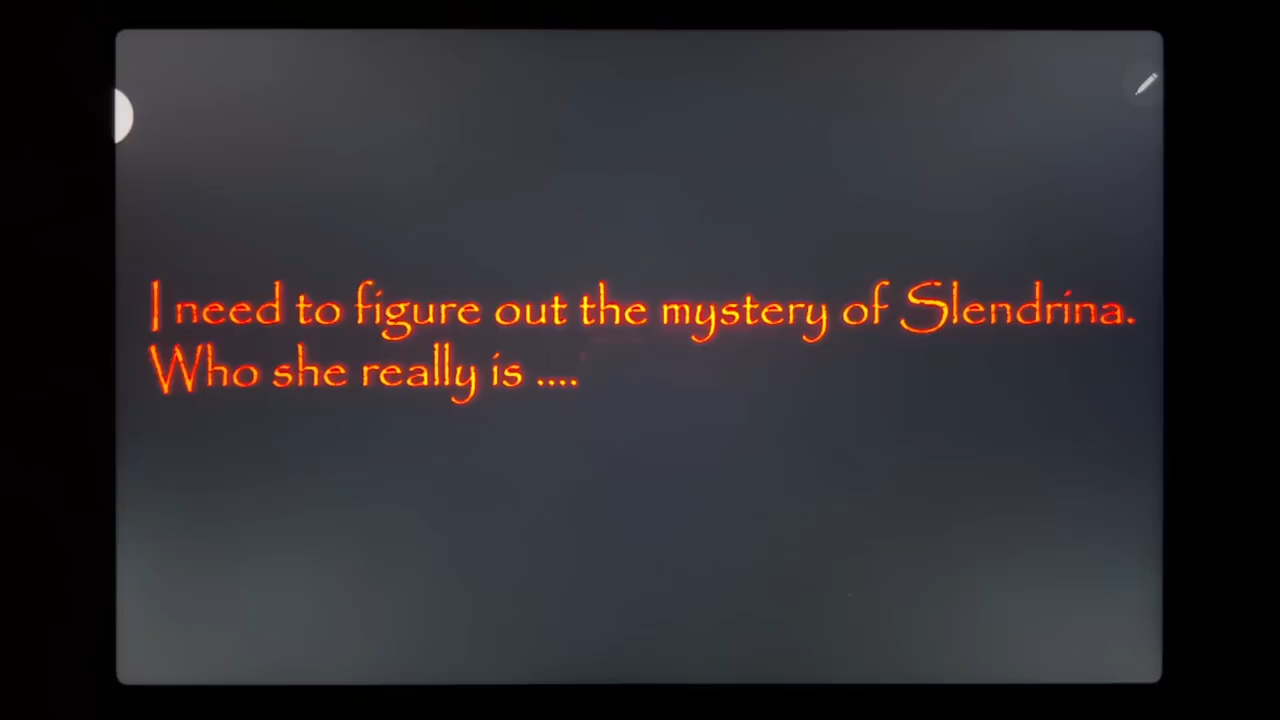 I need to figure out the mystery of Slendrina.
Who she really is ....